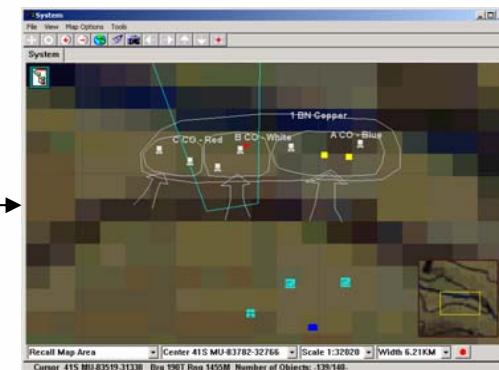 System
File View Map Options Tools
System
1 BN Copper
C CO - Red B CO - White A CO - Blue
Recall Map Area Center 41S MU-83782-32766 Scale 1:32020 Width 6.21KM
Cursor 41S MU-83519-31338 Brg 190T Rng 1455M Number of Objects: -139/140-